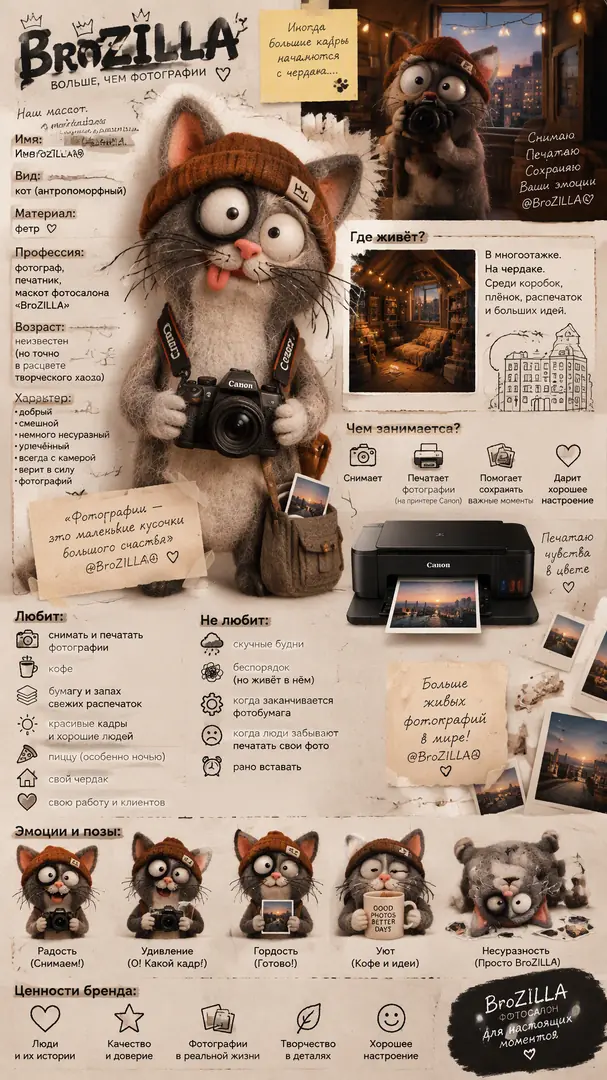 BroZILLA
БОЛЬШЕ, ЧЕМ ФОТОГРАФИИ
Иногда
большие кадры
начинаются
с чердака....
Снимаю
Печатаю
Сохраняю
Ваши эмоции
@BroZILLA
Наш маскот.
Имя:
Вид:
кот (антропоморфный)
Материал:
фетр
Профессия:
фотограф,
печатник,
маскот фотосалона
«BroZILLA»
Возраст:
неизвестен
(но точно
в расцвете
творческого хаоса)
Характер:
• добрый
• смешной
• немного несуразный
• увлечённый
• всегда с камерой
• верит в силу
• фотографий
Canon
Canon
Где живёт?
В многоэтажке.
На чердаке.
Среди коробок,
плёнок, распечаток
и больших идей.
Чем занимается?
Снимает
Печатает
фотографии
(на принтере Canon)
Помогает
сохранять
важные моменты
Дарит
хорошее
настроение
«Фотографии —
это маленькие кусочки
большого счастья»
@BroZILLA
Canon
Печатаю
чувства
в цвете
Любит:
снимать и печатать
фотографии
кофе
бумагу и запах
свежих распечаток
красивые кадры
и хорошие людей
пиццу (особенно ночью)
свой чердак
свою работу и клиентов
Не любит:
скучные будни
беспорядок
(но живёт в нём)
когда заканчивается
фотобумага
когда люди забывают
печатать свои фото
рано вставать
Больше
живых
фотографий
в мире!
@BroZILLA
Эмоции и позы:
GOOD
PHOTOS
BETTER
DAYS
Радость
(Снимаем!)
Удивление
(О! Какой кадр!)
Гордость
(Готово!)
Уют
(Кофе и идеи)
Несуразность
(Просто BroZILLA)
Ценности бренда:
Люди
и их истории
Качество
и доверие
Фотографии
в реальной жизни
Творчество
в деталях
Хорошее
настроение
BroZILLA
ФОТОСАЛОН
для настоящих
моментов.